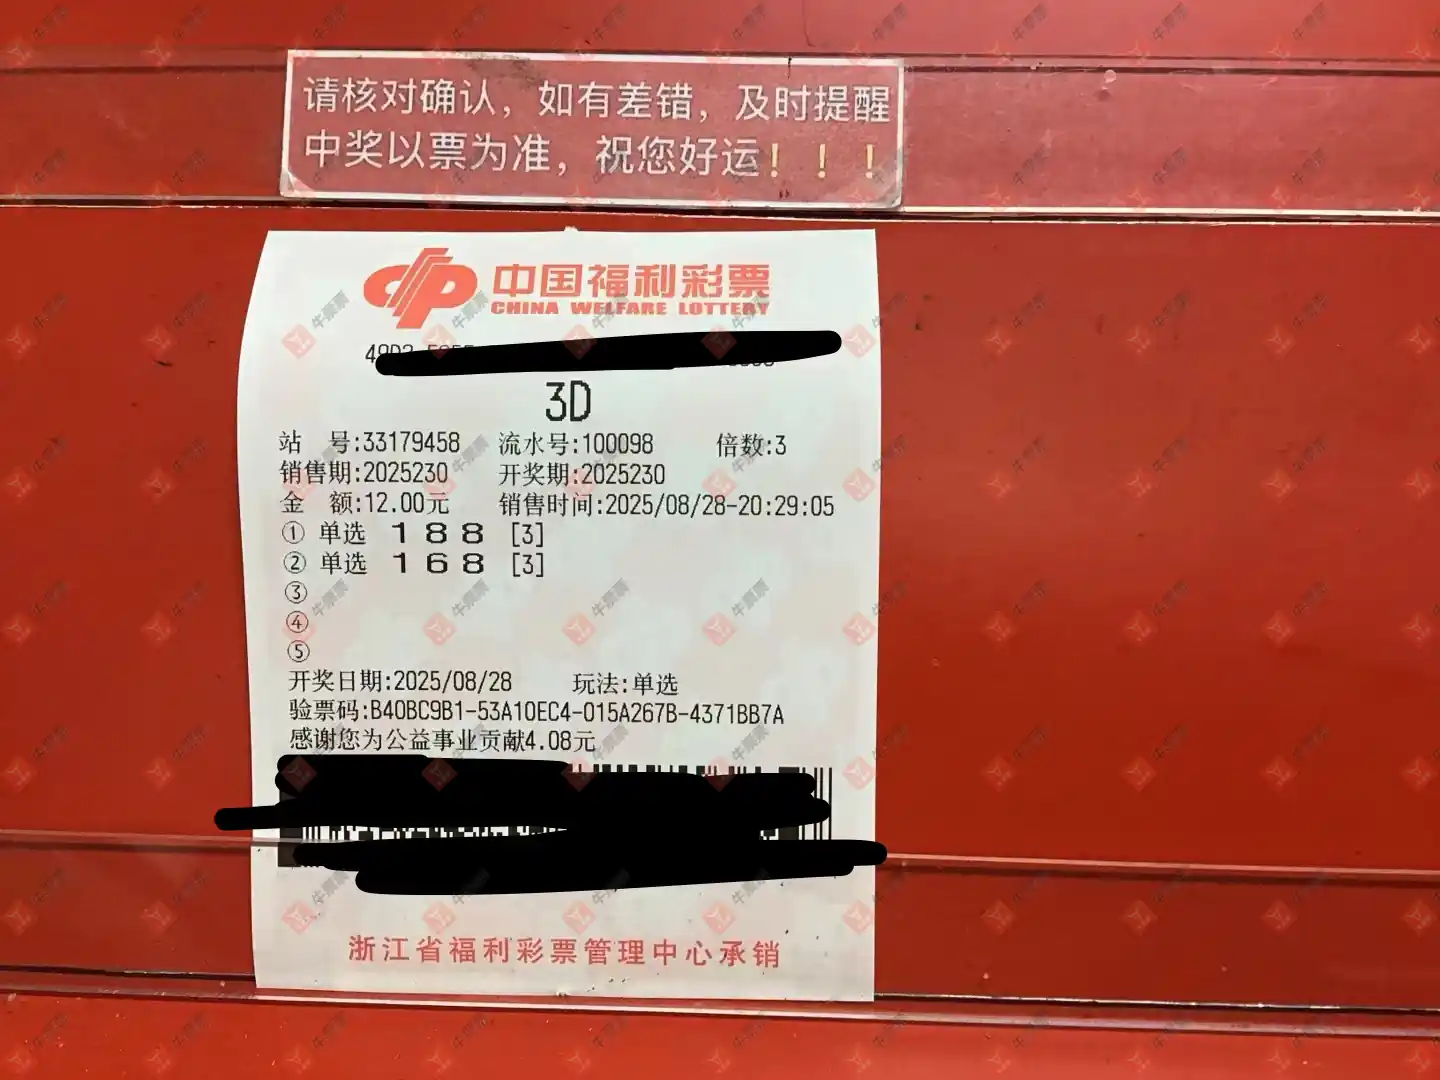 请核对确认，如有差错，及时提醒
中奖以票为准，祝您好运！！！
中国福利彩票
CHINA WELFARE LOTTERY
3D
站 号:33179458 流水号:100098 倍数:3
销售期:2025230 开奖期:2025230
金 额:12.00元 销售时间:2025/08/28-20:29:05
① 单选 1 8 8 [3]
② 单选 1 6 8 [3]
③
④
⑤
开奖日期:2025/08/28 玩法:单选
验票码:B40BC9B1-53A10EC4-015A267B-4371BB7A
感谢您为公益事业贡献4.08元
浙江省福利彩票管理中心承销
牛票票